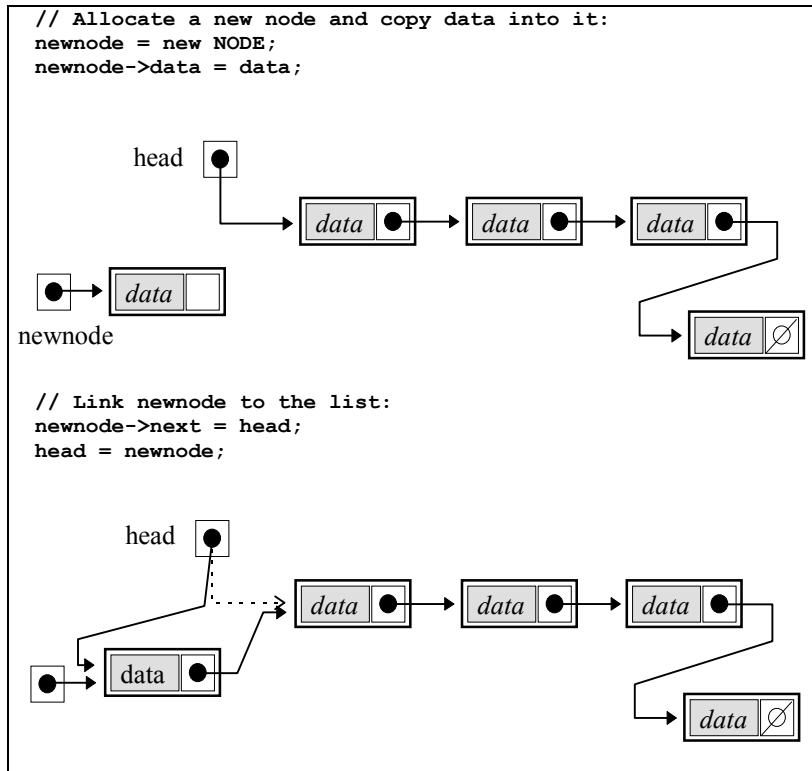 // Allocate a new node and copy data into it:
newnode = new NODE;
newnode->data = data;
head
data data data
data
newnode
data
// Link newnode to the list:
newnode->next = head;
head = newnode;
head
data data data
data
data